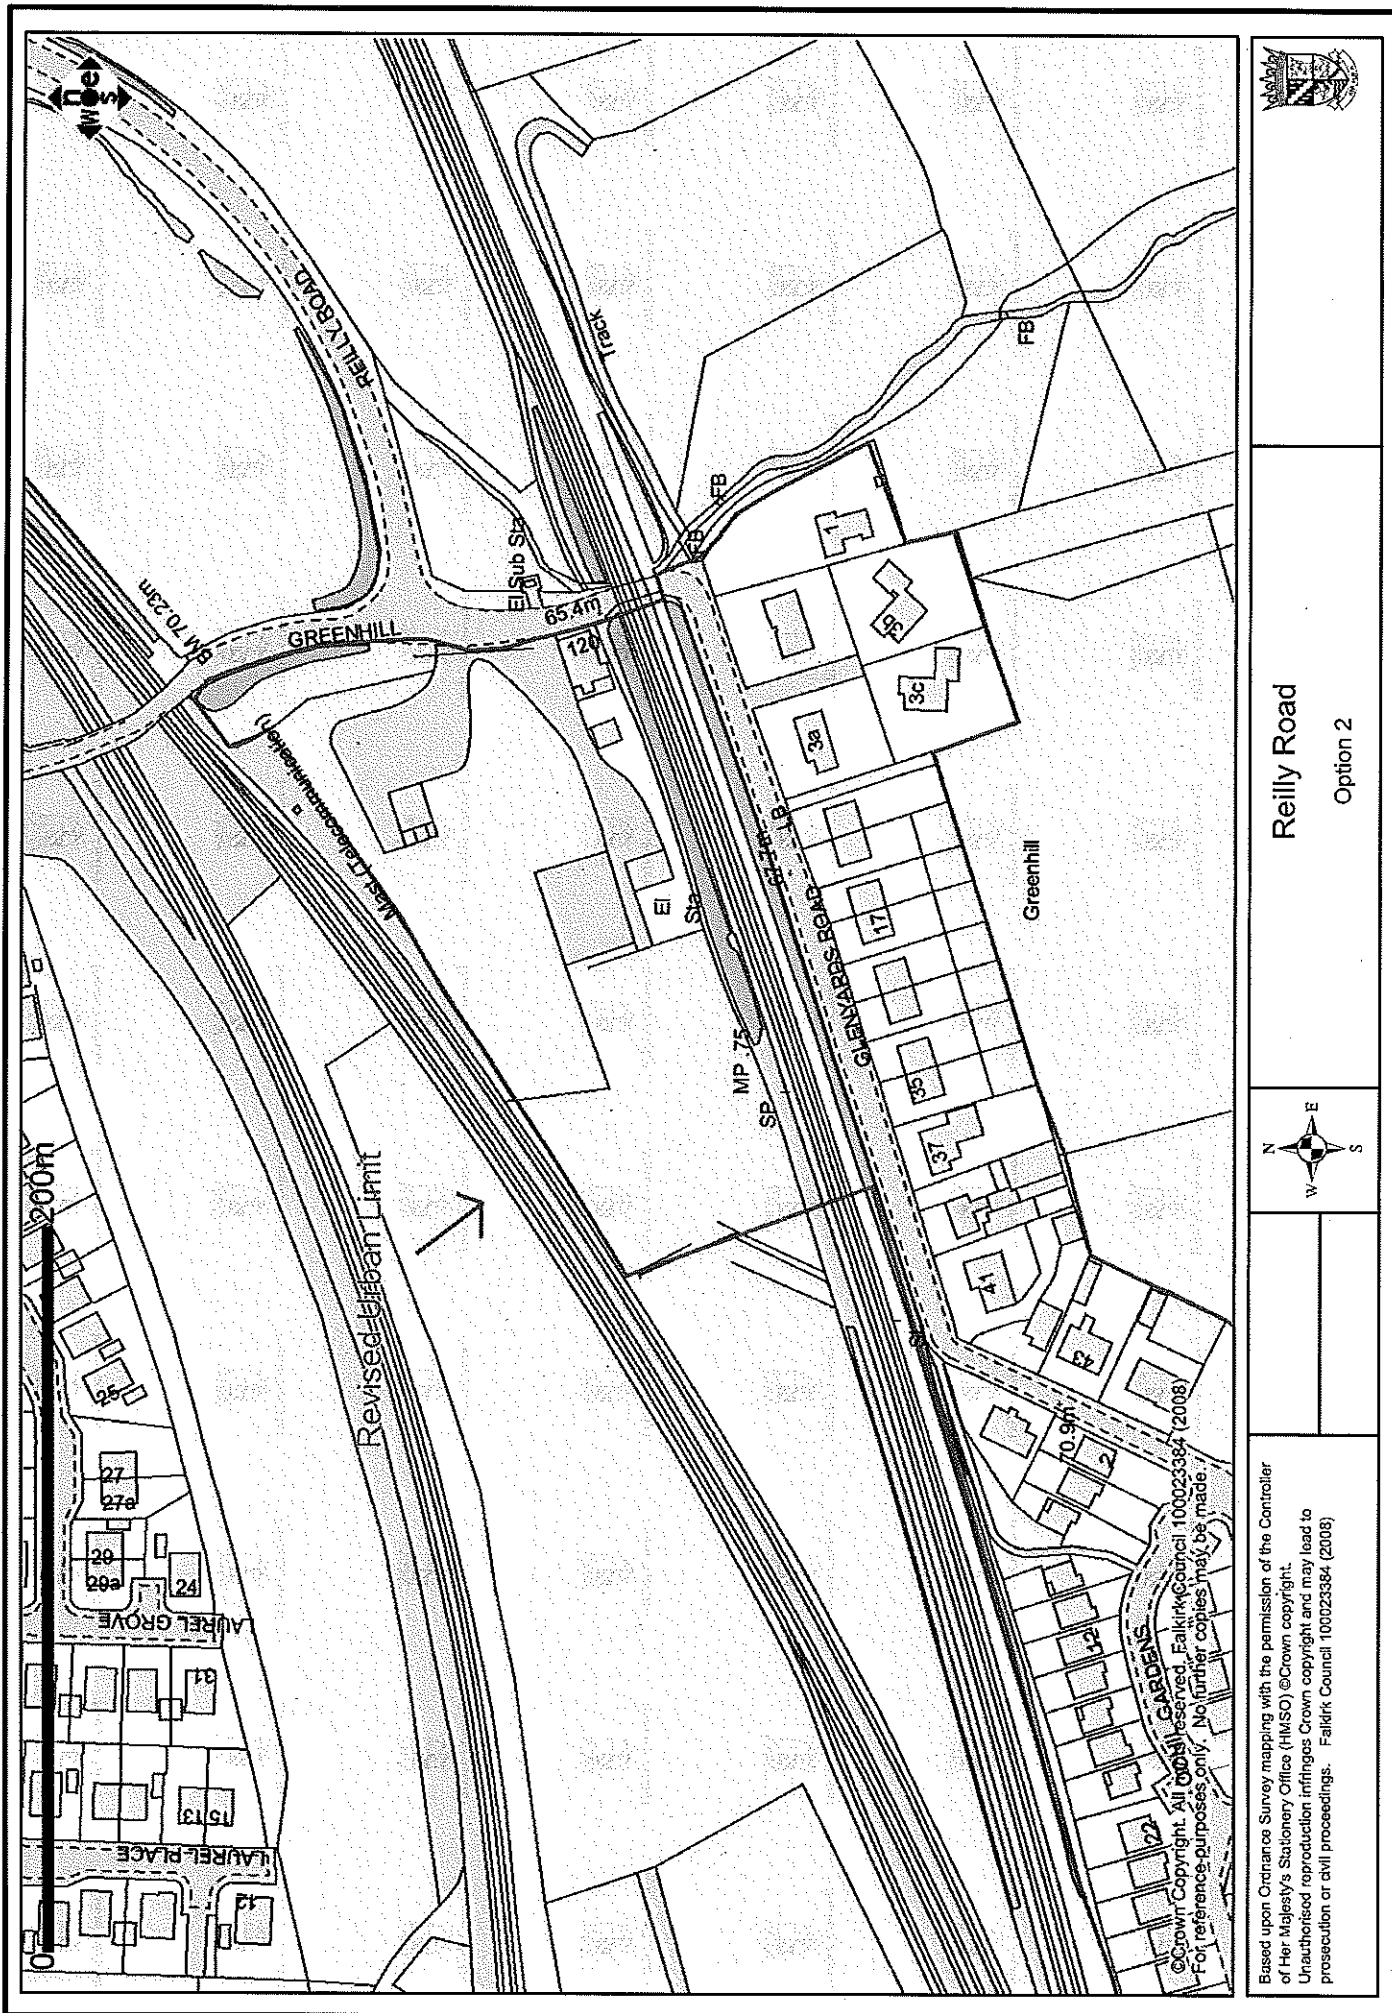 0
200m
n
w e
s
LAUREL PLACE
12
15
13
LAUREL GROVE
31
24
29
29a
27
27a
25
Revised Urban Limit
BM 70.23m
GREENHILL
REILLY ROAD
Mast (Telecommunication)
El Sub Sta
65.4m
120
El
Sta
MP .75
SP
Track
FB
FB
FB
67.7m
LB
GLENYARDS ROAD
1
3b
3c
3a
17
35
37
41
43
SL
Greenhill
70.9m
2
12
22
GARDENS
©Crown Copyright. All rights reserved. Falkirk Council 100023384 (2008)
For reference purposes only. No further copies may be made.
Based upon Ordnance Survey mapping with the permission of the Controller
of Her Majesty's Stationery Office (HMSO) ©Crown copyright.
Unauthorised reproduction infringes Crown copyright and may lead to
prosecution or civil proceedings. Falkirk Council 100023384 (2008)
N
W E
S
Reilly Road
Option 2